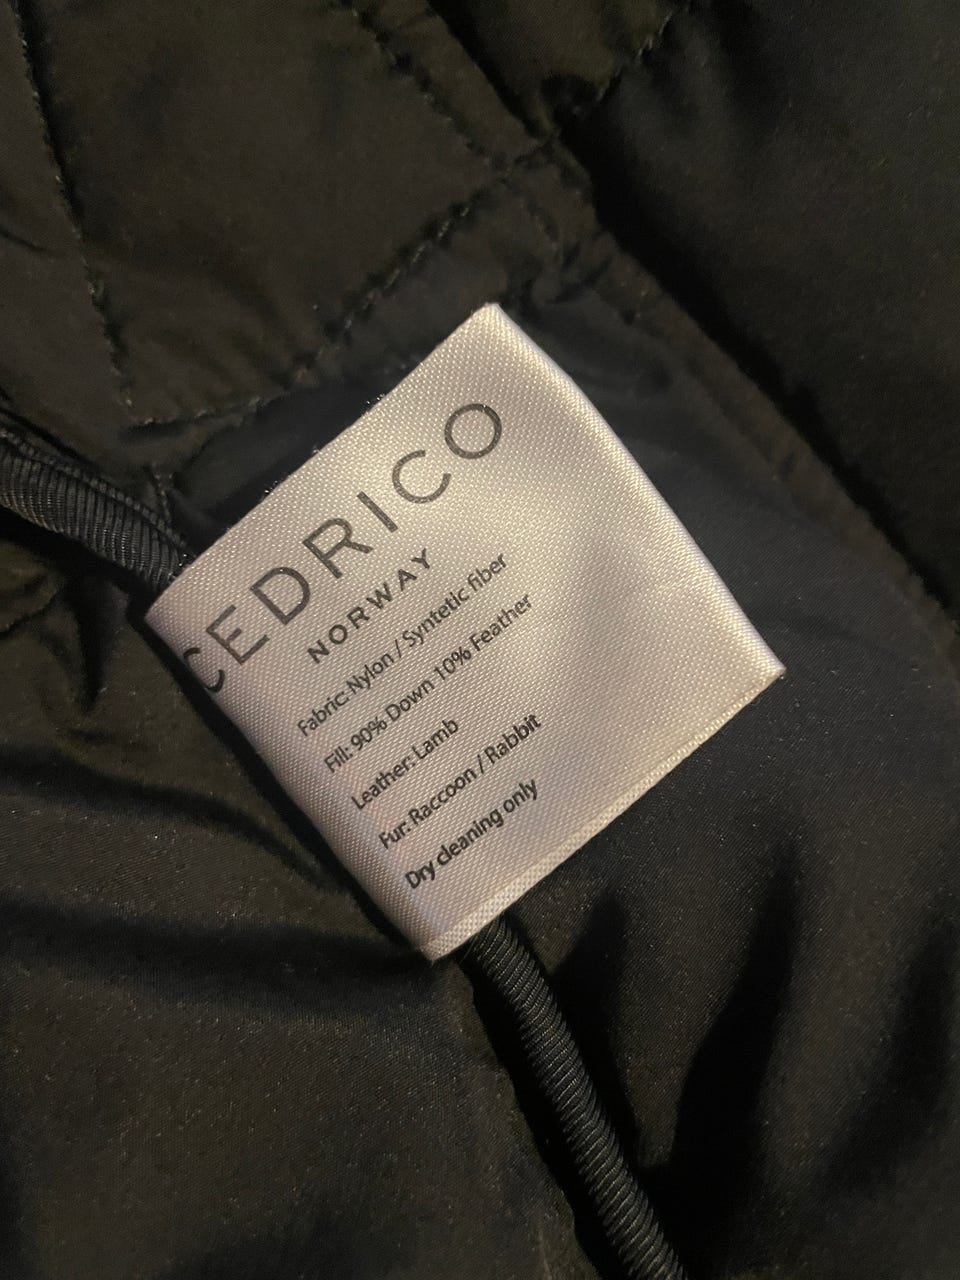 CEDRICO
NORWAY
Fabric: Nylon / Syntetic fiber
Fill: 90% Down 10% Feather
Leather: Lamb
Fur: Raccoon / Rabbit
Dry cleaning only